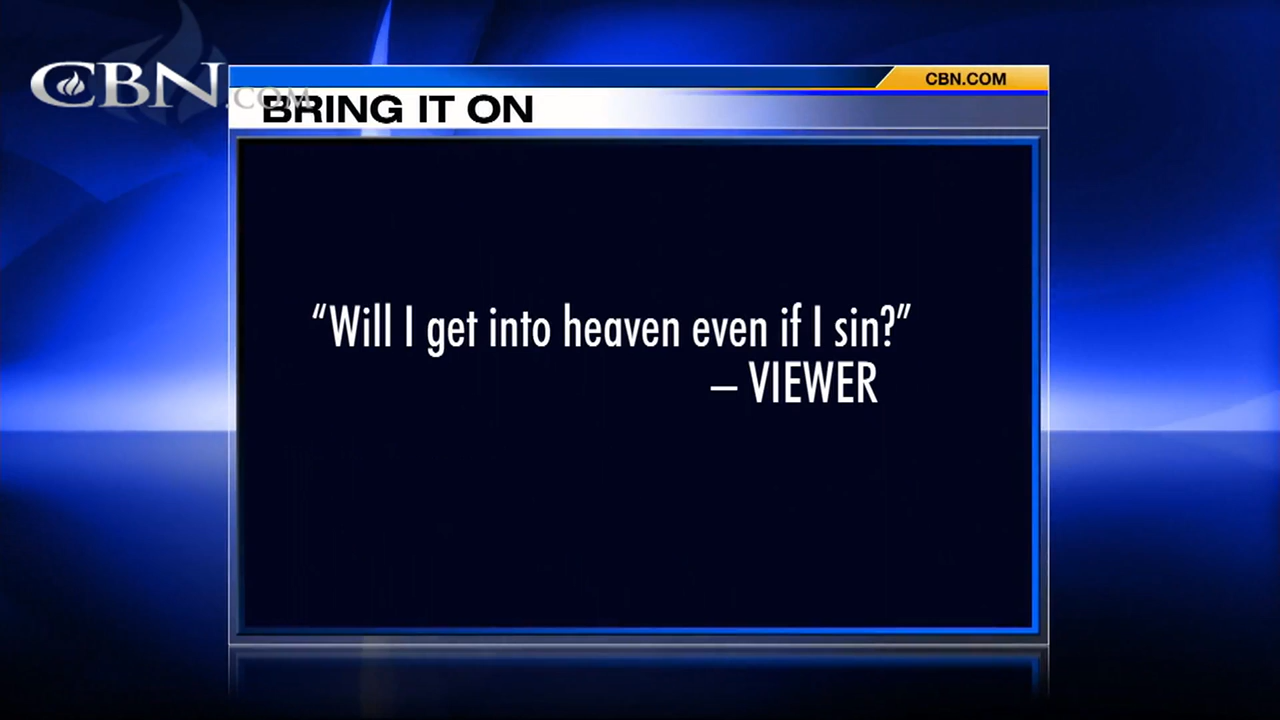 CBN.COM
CBN.COM
BRING IT ON
“Will I get into heaven even if I sin?”
– VIEWER